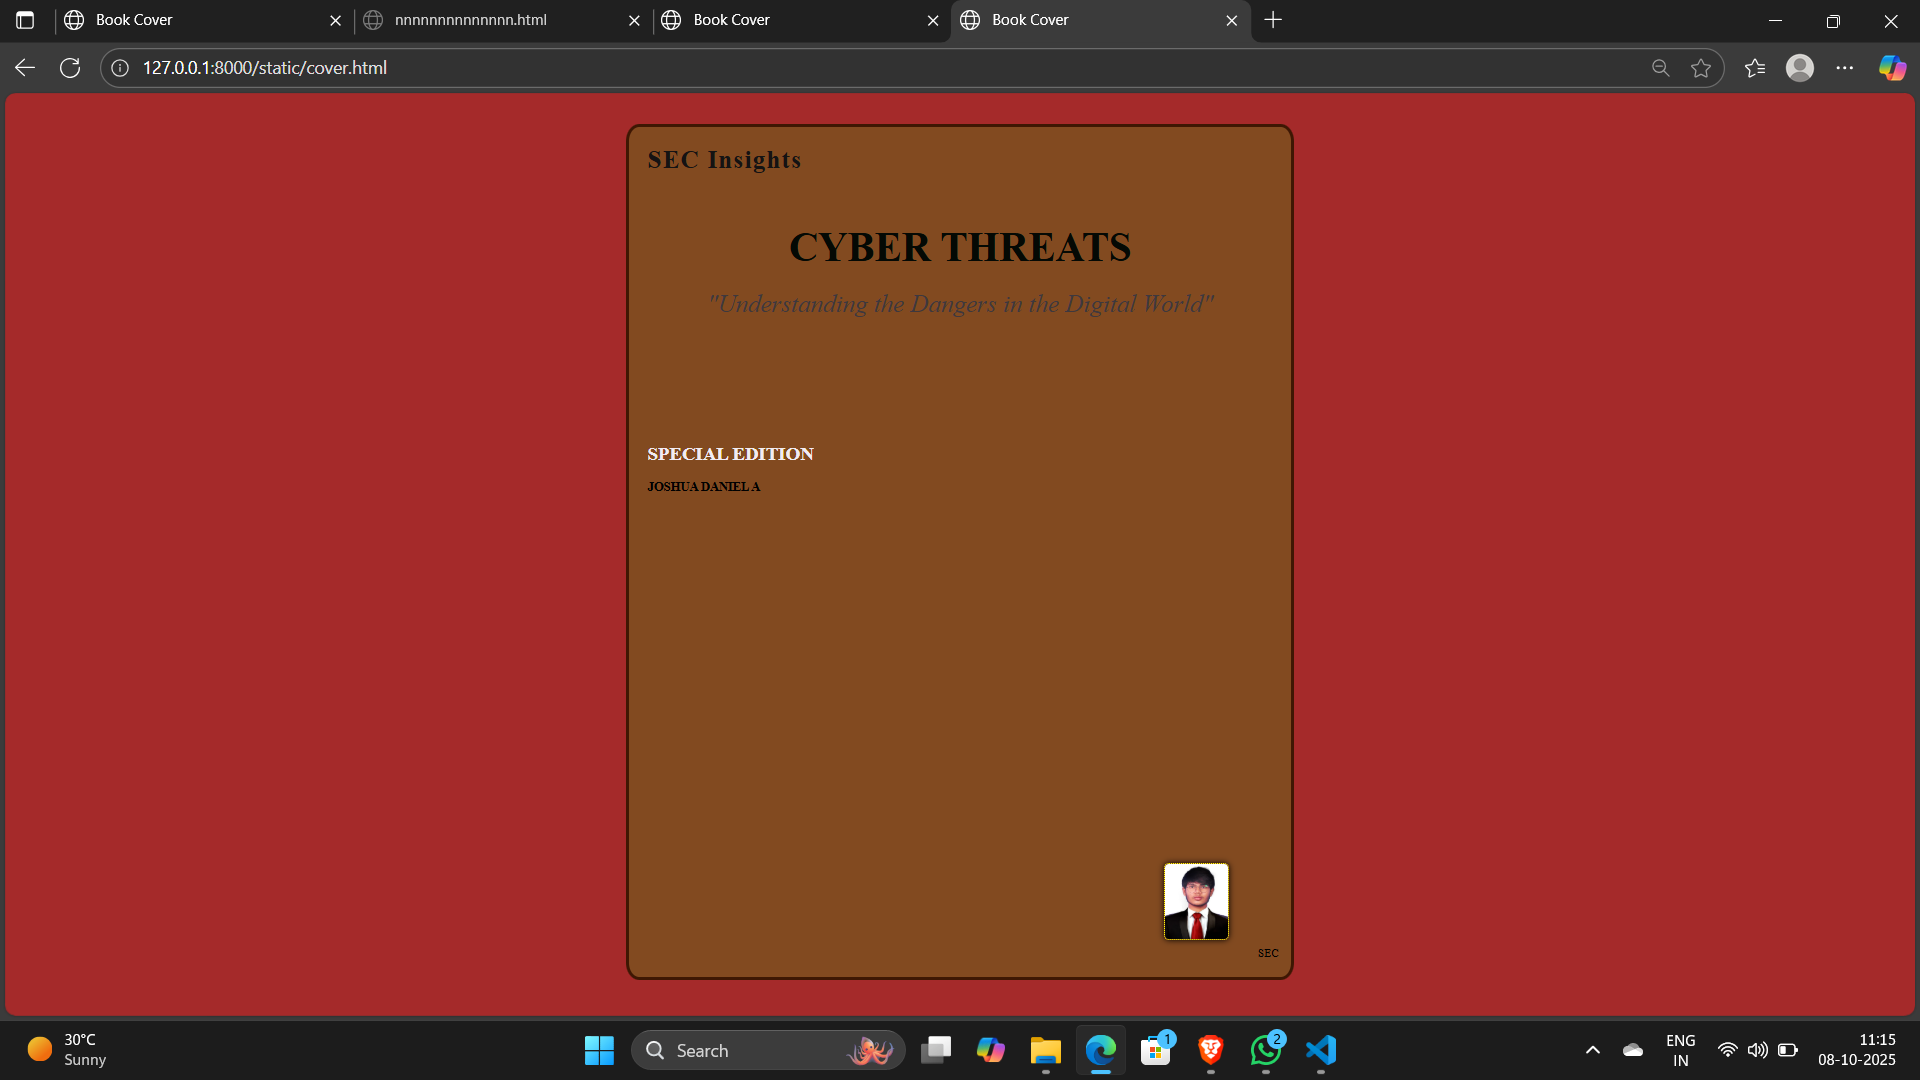 Book Cover
nnnnnnnnnnnnnn.html
Book Cover
Book Cover
127.0.0.1:8000/static/cover.html
SEC Insights
CYBER THREATS
"Understanding the Dangers in the Digital World"
SPECIAL EDITION
JOSHUA DANIEL A
SEC
30°C
Sunny
Search
1
2
ENG
IN
11:15
08-10-2025